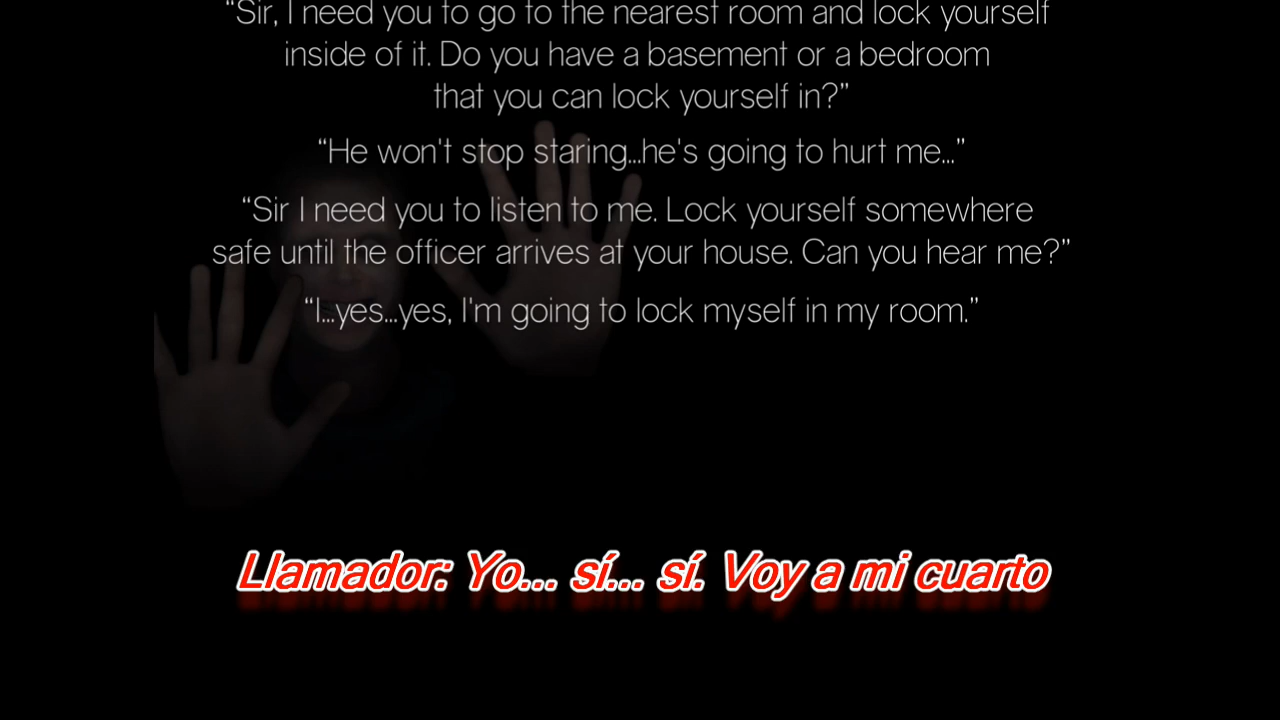 “Sir, I need you to go to the nearest room and lock yourself
inside of it. Do you have a basement or a bedroom
that you can lock yourself in?”
“He won't stop staring...he's going to hurt me...”
“Sir I need you to listen to me. Lock yourself somewhere
safe until the officer arrives at your house. Can you hear me?”
“I...yes...yes, I'm going to lock myself in my room.”
Llamador: Yo... sí... sí. Voy a mi cuarto